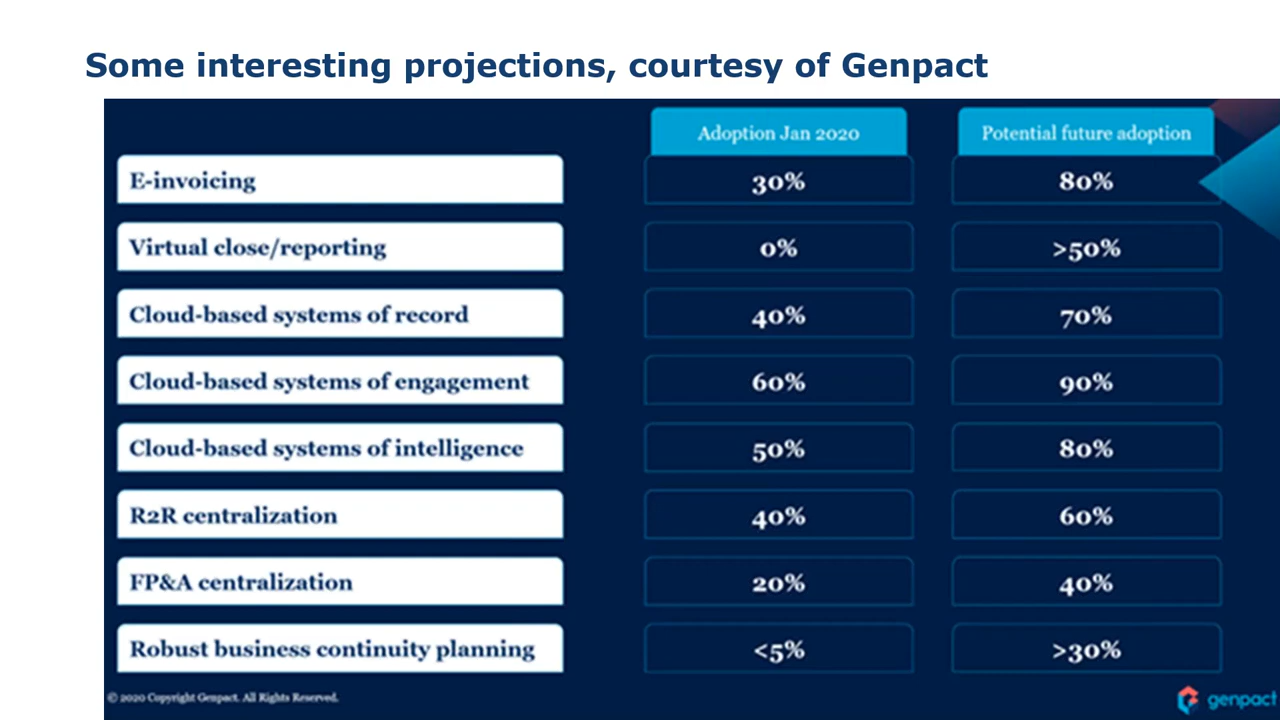 Some interesting projections, courtesy of Genpact
Adoption Jan 2020 Potential future adoption
E-invoicing 30% 80%
Virtual close/reporting 0% >50%
Cloud-based systems of record 40% 70%
Cloud-based systems of engagement 60% 90%
Cloud-based systems of intelligence 50% 80%
R2R centralization 40% 60%
FP&A centralization 20% 40%
Robust business continuity planning <5% >30%
© 2020 Copyright Genpact. All Rights Reserved.
genpact